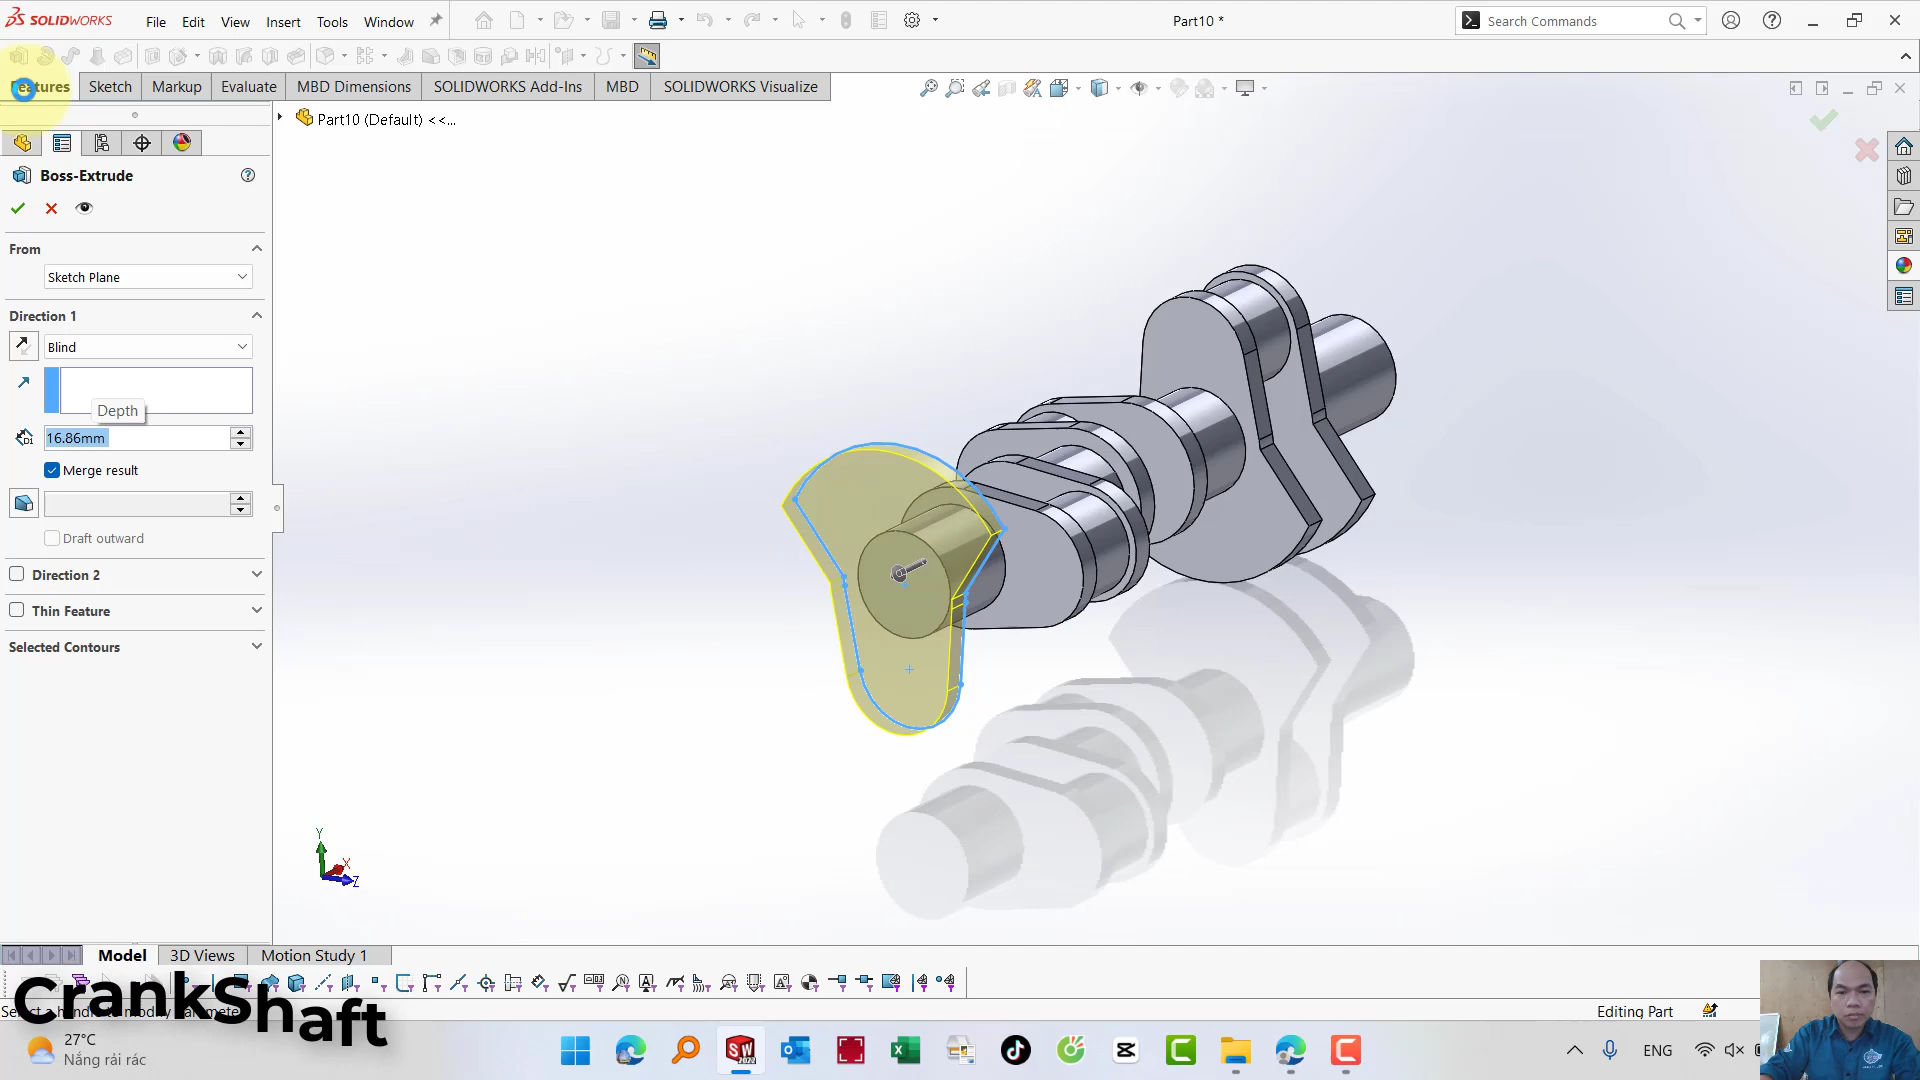 SOLIDWORKS File Edit View Insert Tools Window Part10 * Search Commands
Features Sketch Markup Evaluate MBD Dimensions SOLIDWORKS Add-Ins MBD SOLIDWORKS Visualize
Part10 (Default) <<...
Boss-Extrude
From
Sketch Plane
Direction 1
Blind
Depth
16.86mm
Merge result
Draft outward
Direction 2
Thin Feature
Selected Contours
Y
X
Z
Model 3D Views Motion Study 1
CrankShaft
Editing Part
27°C
Nắng rải rác
ENG